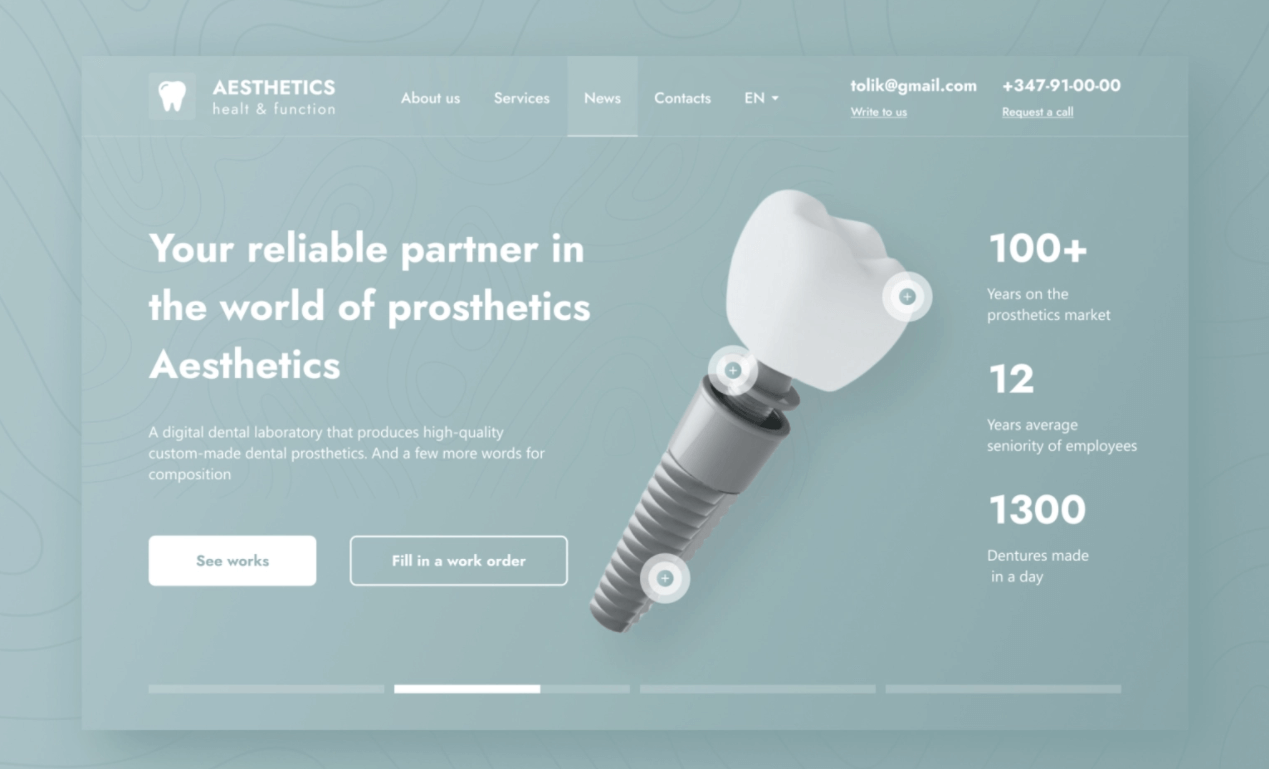 AESTHETICS
healt & function
About us
Services
News
Contacts
EN
tolik@gmail.com
Write to us
+347-91-00-00
Request a call
Your reliable partner in
the world of prosthetics
Aesthetics
A digital dental laboratory that produces high-quality
custom-made dental prosthetics. And a few more words for
composition
See works
Fill in a work order
100+
Years on the
prosthetics market
12
Years average
seniority of employees
1300
Dentures made
in a day